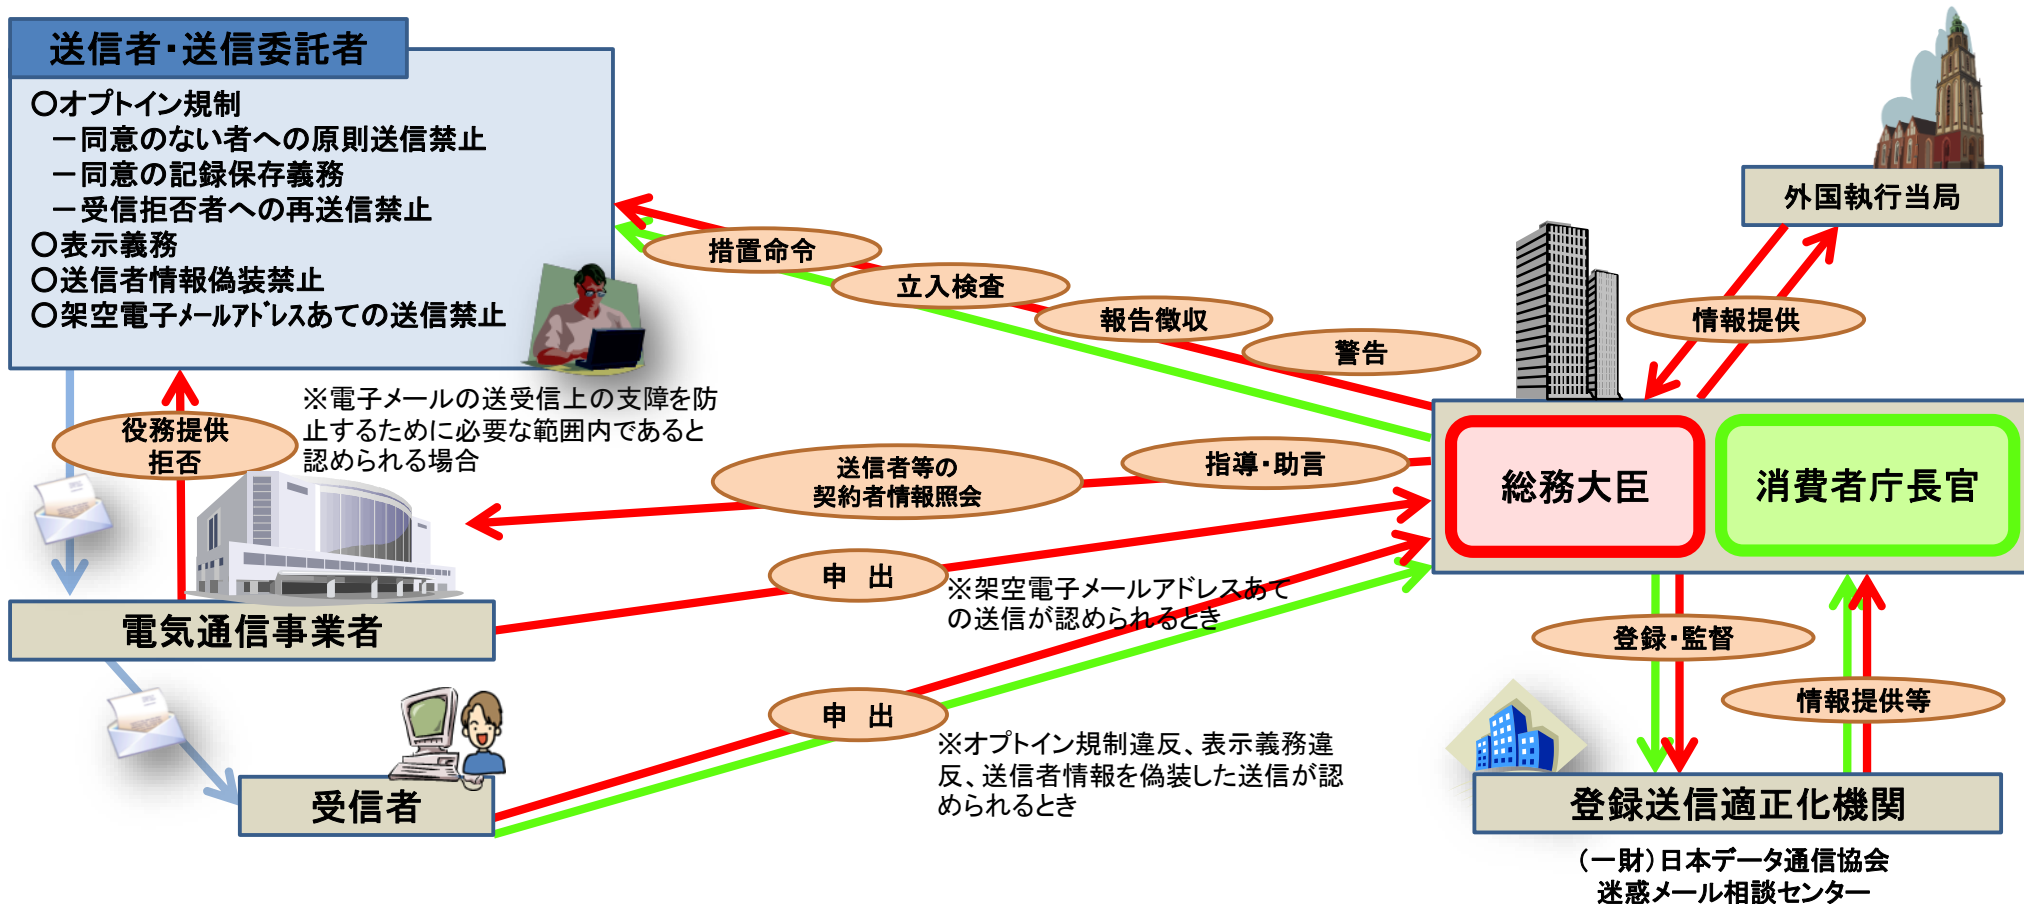 送信者・送信委託者
○オプトイン規制
－同意のない者への原則送信禁止
－同意の記録保存義務
－受信拒否者への再送信禁止
○表示義務
○送信者情報偽装禁止
○架空電子メールアドレスあての送信禁止
外国執行当局
措置命令
立入検査
報告徴収
警告
情報提供
役務提供
拒否
※電子メールの送受信上の支障を防
止するために必要な範囲内であると
認められる場合
送信者等の
契約者情報照会
指導・助言
総務大臣
消費者庁長官
申 出
※架空電子メールアドレスあて
の送信が認められるとき
電気通信事業者
登録・監督
情報提供等
申 出
※オプトイン規制違反、表示義務違
反、送信者情報を偽装した送信が認
められるとき
受信者
登録送信適正化機関
（一財）日本データ通信協会
迷惑メール相談センター